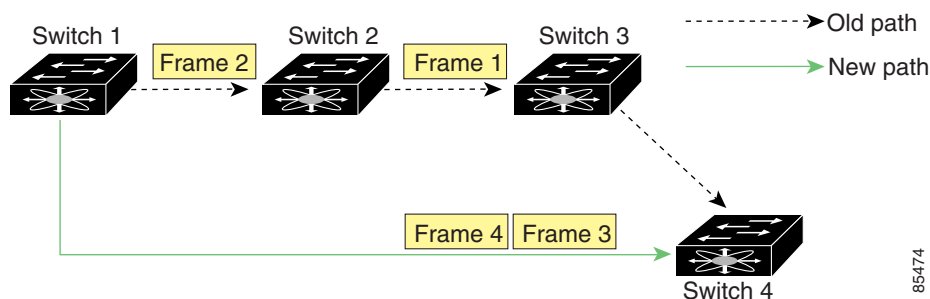 Switch 1
Switch 2
Switch 3
Old path
New path
Frame 2
Frame 1
Frame 4
Frame 3
Switch 4
85474